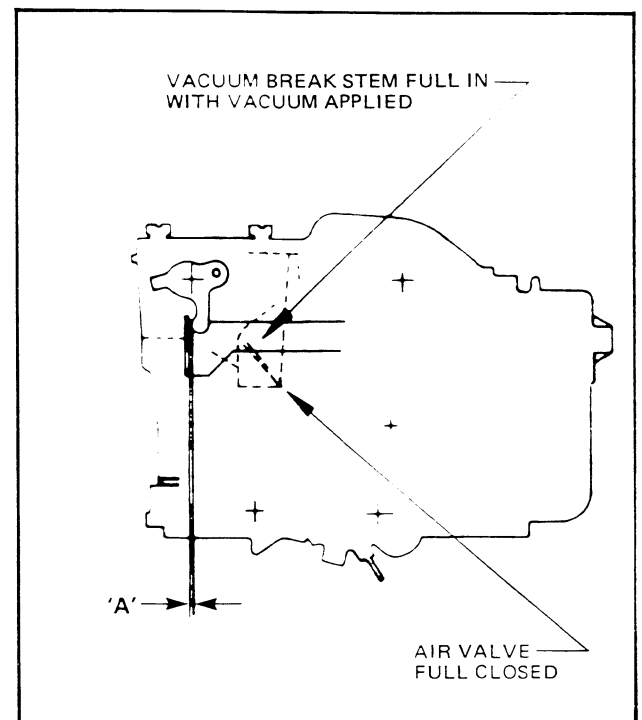 VACUUM BREAK STEM FULL IN
WITH VACUUM APPLIED
'A'
AIR VALVE
FULL CLOSED